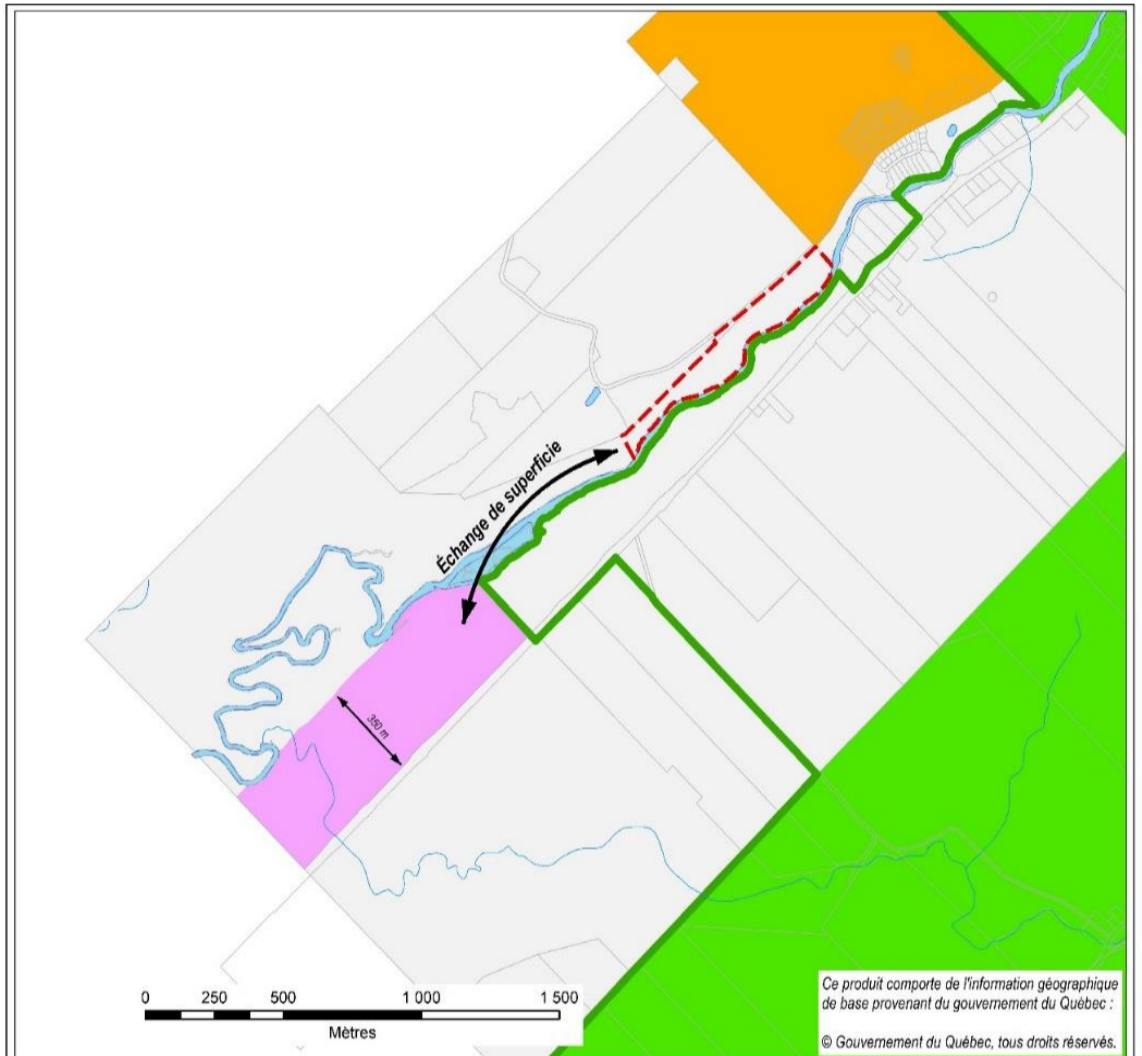 Échange de superficie
350 m
0 250 500 1 000 1 500
Mètres
Ce produit comporte de l'information géographique
de base provenant du gouvernement du Québec :
© Gouvernement du Québec, tous droits réservés.